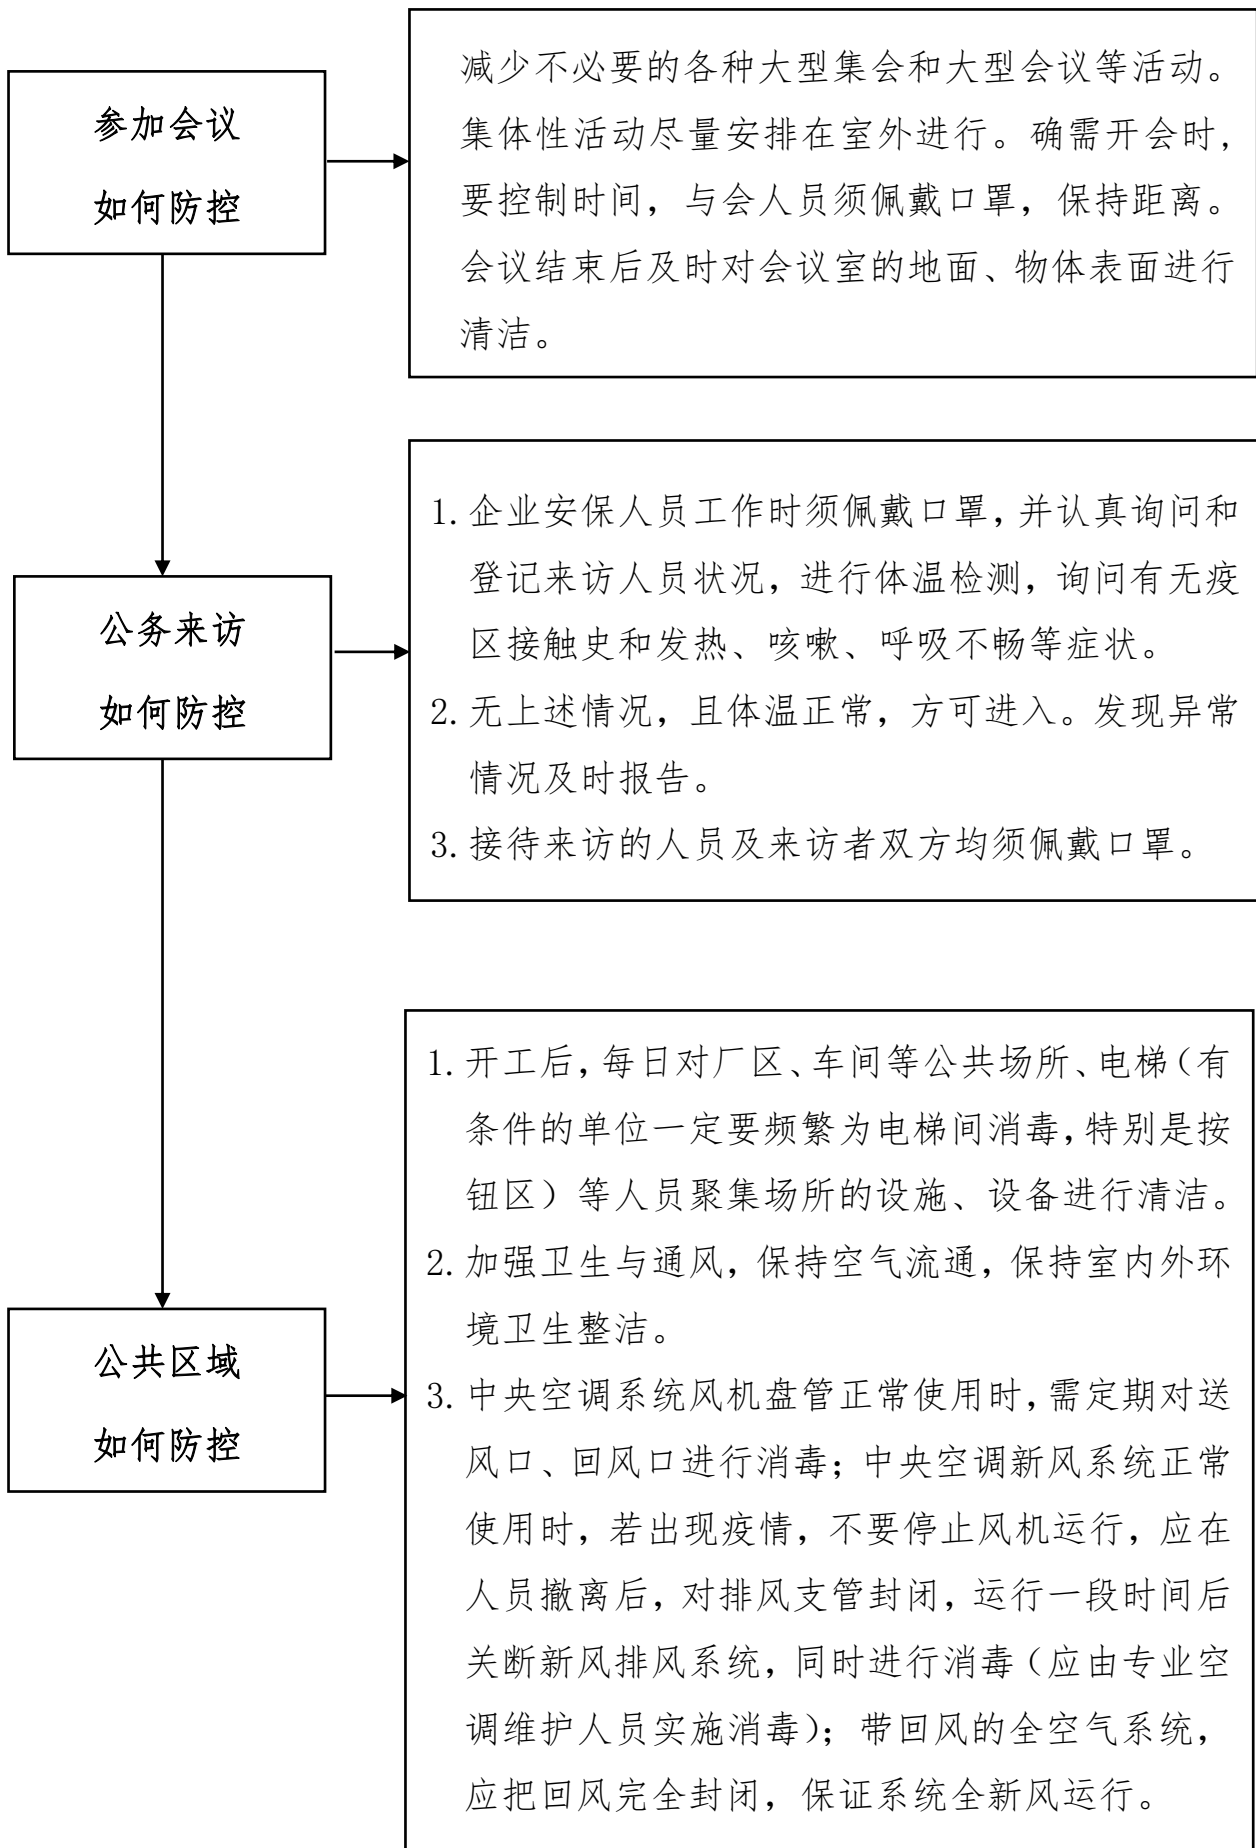 参加会议
如何防控
减少不必要的各种大型集会和大型会议等活动。
集体性活动尽量安排在室外进行。确需开会时，
要控制时间，与会人员须佩戴口罩，保持距离。
会议结束后及时对会议室的地面、物体表面进行
清洁。
公务来访
如何防控
1. 企业安保人员工作时须佩戴口罩，并认真询问和
登记来访人员状况，进行体温检测，询问有无疫
区接触史和发热、咳嗽、呼吸不畅等症状。
2. 无上述情况，且体温正常，方可进入。发现异常
情况及时报告。
3. 接待来访的人员及来访者双方均须佩戴口罩。
公共区域
如何防控
1. 开工后，每日对厂区、车间等公共场所、电梯（有
条件的单位一定要频繁为电梯间消毒，特别是按
钮区）等人员聚集场所的设施、设备进行清洁。
2. 加强卫生与通风，保持空气流通，保持室内外环
境卫生整洁。
3. 中央空调系统风机盘管正常使用时，需定期对送
风口、回风口进行消毒；中央空调新风系统正常
使用时，若出现疫情，不要停止风机运行，应在
人员撤离后，对排风支管封闭，运行一段时间后
关断新风排风系统，同时进行消毒（应由专业空
调维护人员实施消毒）；带回风的全空气系统，
应把回风完全封闭，保证系统全新风运行。